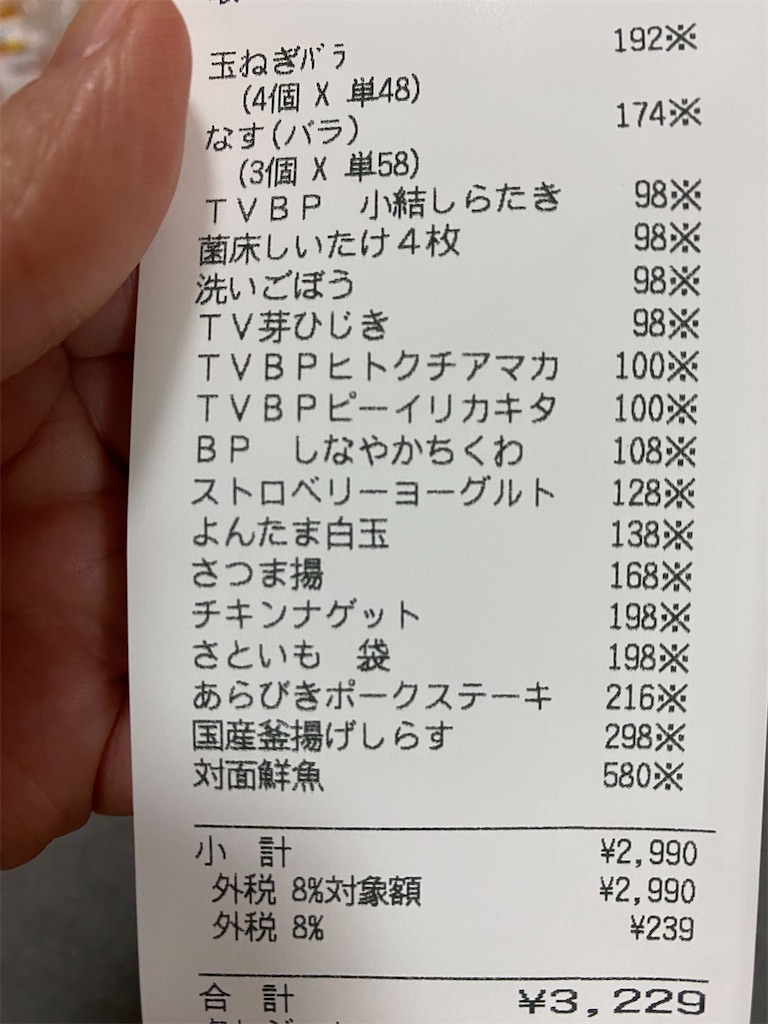 玉ねぎバラ 192※
(4個 X 単48)
なす(バラ) 174※
(3個 X 単58)
TVBP 小結しらたき 98※
菌床しいたけ4枚 98※
洗いごぼう 98※
TV芽ひじき 98※
TVBPヒトクチアマカ 100※
TVBPピーイリカキタ 100※
BP しなやかちくわ 108※
ストロベリーヨーグルト 128※
よんたま白玉 138※
さつま揚 168※
チキンナゲット 198※
さといも 袋 198※
あらびきポークステーキ 216※
国産釜揚げしらす 298※
対面鮮魚 580※
小 計 ¥2,990
外税 8%対象額 ¥2,990
外税 8% ¥239
合 計 ¥3,229